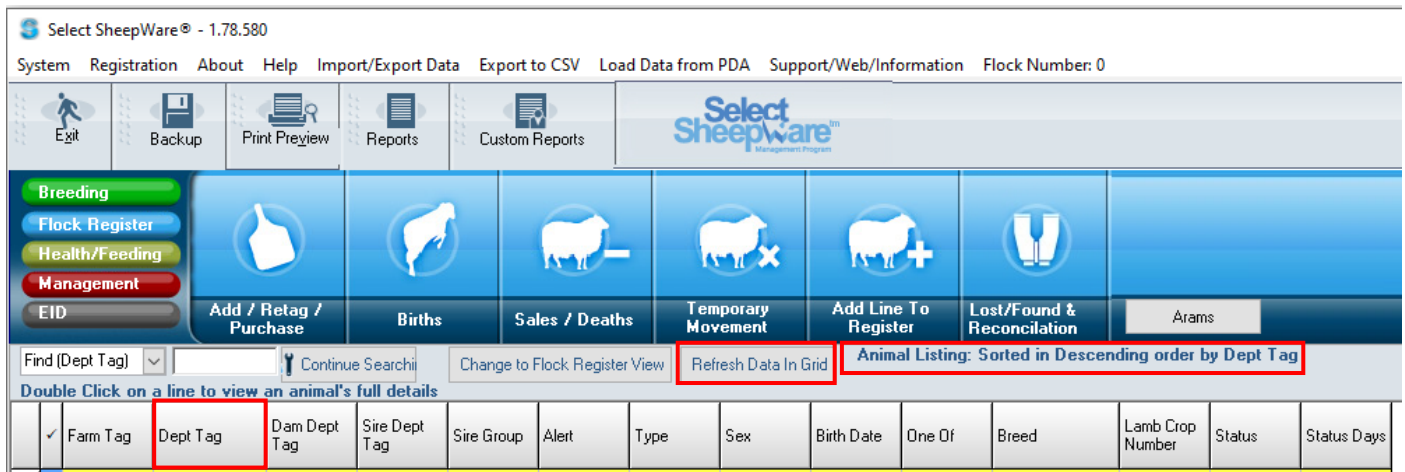 Select SheepWare® - 1.78.580
System Registration About Help Import/Export Data Export to CSV Load Data from PDA Support/Web/Information Flock Number: 0
Exit Backup Print Preview Reports Custom Reports
Select
SheepWare™
Management Program
Breeding
Flock Register
Health/Feeding
Management
EID
Add / Retag /
Purchase
Births
Sales / Deaths
Temporary
Movement
Add Line To
Register
Lost/Found &
Reconcilation
Arams
Find (Dept Tag) Continue Searchii Change to Flock Register View Refresh Data In Grid Animal Listing: Sorted in Descending order by Dept Tag
Double Click on a line to view an animal's full details
Farm Tag
Dept Tag
Dam Dept
Tag
Sire Dept
Tag
Sire Group
Alert
Type
Sex
Birth Date
One Of
Breed
Lamb Crop
Number
Status
Status Days